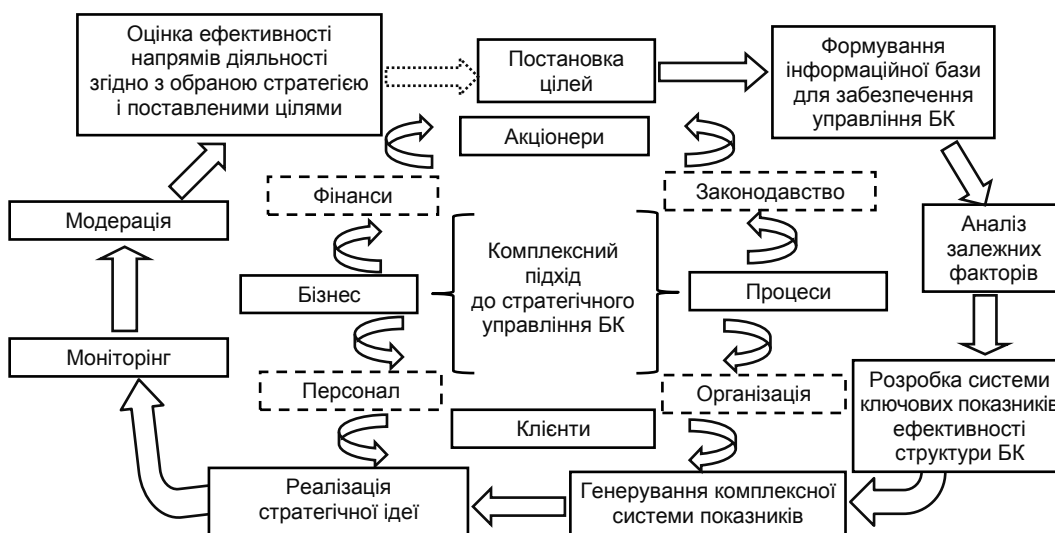 Оцінка ефективності
напрямів діяльності
згідно з обраною стратегією
і поставленими цілями
Постановка
цілей
Формування
інформаційної бази
для забезпечення
управління БК
Акціонери
Фінанси
Законодавство
Модерація
Аналіз
залежних
факторів
Комплексний
підхід
до стратегічного
управління БК
Бізнес
Процеси
Моніторінг
Персонал
Організація
Розробка системи
ключових показників
ефективності
структури БК
Клієнти
Реалізація
стратегічної ідеї
Генерування комплексної
системи показників